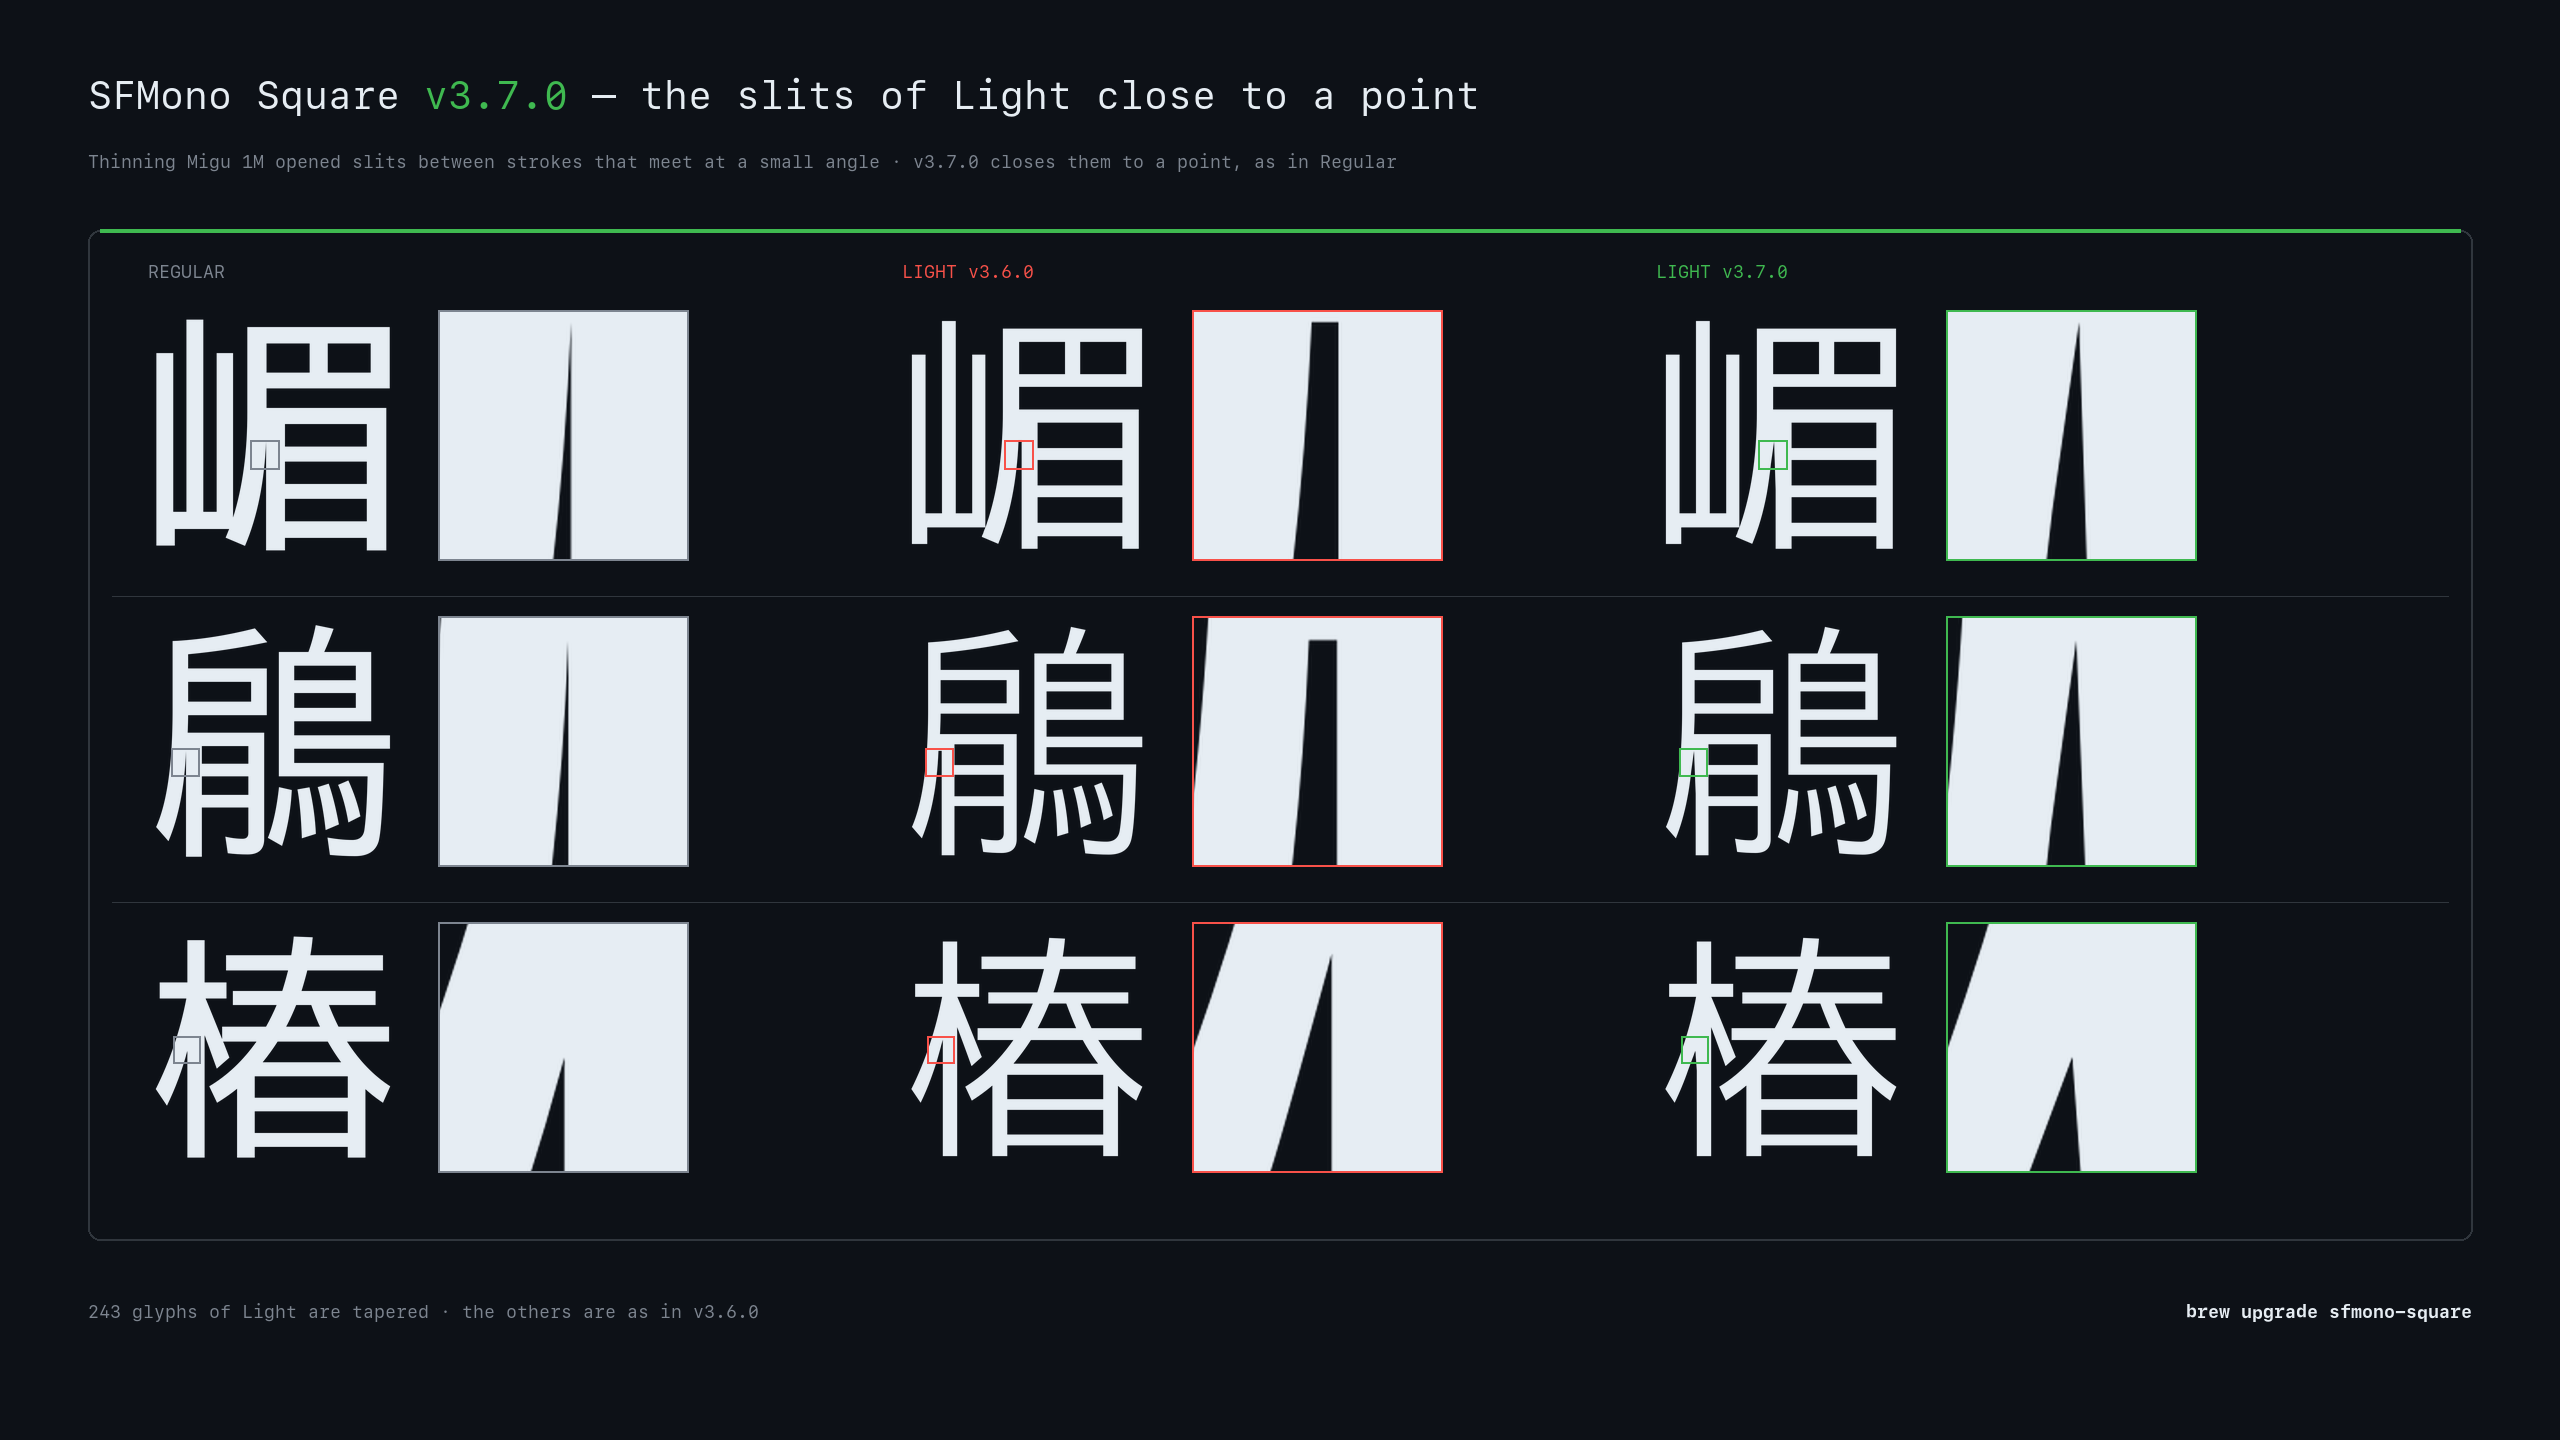 SFMono Square v3.7.0 — the slits of Light close to a point
Thinning Migu 1M opened slits between strokes that meet at a small angle · v3.7.0 closes them to a point, as in Regular
REGULAR LIGHT v3.6.0 LIGHT v3.7.0
嵋 嵋 嵋
鶮 鶮 鶮
椿 椿 椿
243 glyphs of Light are tapered · the others are as in v3.6.0
brew upgrade sfmono-square